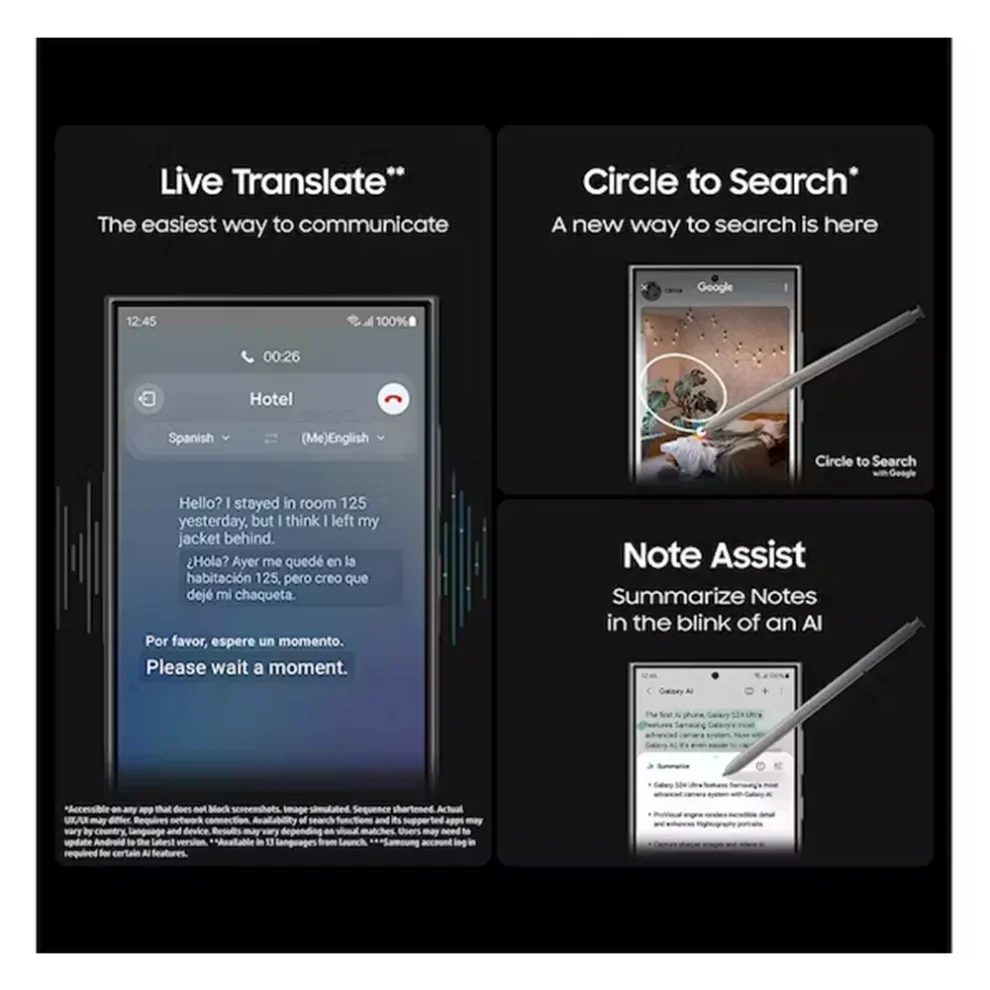 Live Translate**
The easiest way to communicate
12:45
100%
00:26
Hotel
Spanish
(Me)English
Hello? I stayed in room 125
yesterday, but I think I left my
jacket behind.
¿Hola? Ayer me quedé en la
habitación 125, pero creo que
dejé mi chaqueta.
Por favor, espere un momento.
Please wait a moment.
*Accessible on any app that does not block screenshots. Image simulated. Sequence shortened. Actual
UX/UI may differ. Requires network connection. Availability of search functions and its supported apps may
vary by country, language and device. Results may vary depending on visual matches. Users may need to
update Android to the latest version. **Available in 13 languages from launch. ***Samsung account log in
required for certain AI features.
Circle to Search*
A new way to search is here
Google
Circle to Search
with Google
Note Assist
Summarize Notes
in the blink of an AI
12:45
100%
Galaxy AI
The first AI phone, Galaxy S24 Ultra
features Samsung Galaxy's most
advanced camera system. Now with
Galaxy AI, it's even easier to
Summarize
• Galaxy S24 Ultra features Samsung's most
advanced camera system with Galaxy AI
• ProVisual engine renders incredible detail
and enhances Nightography portraits.
• Capture sharper images and videos